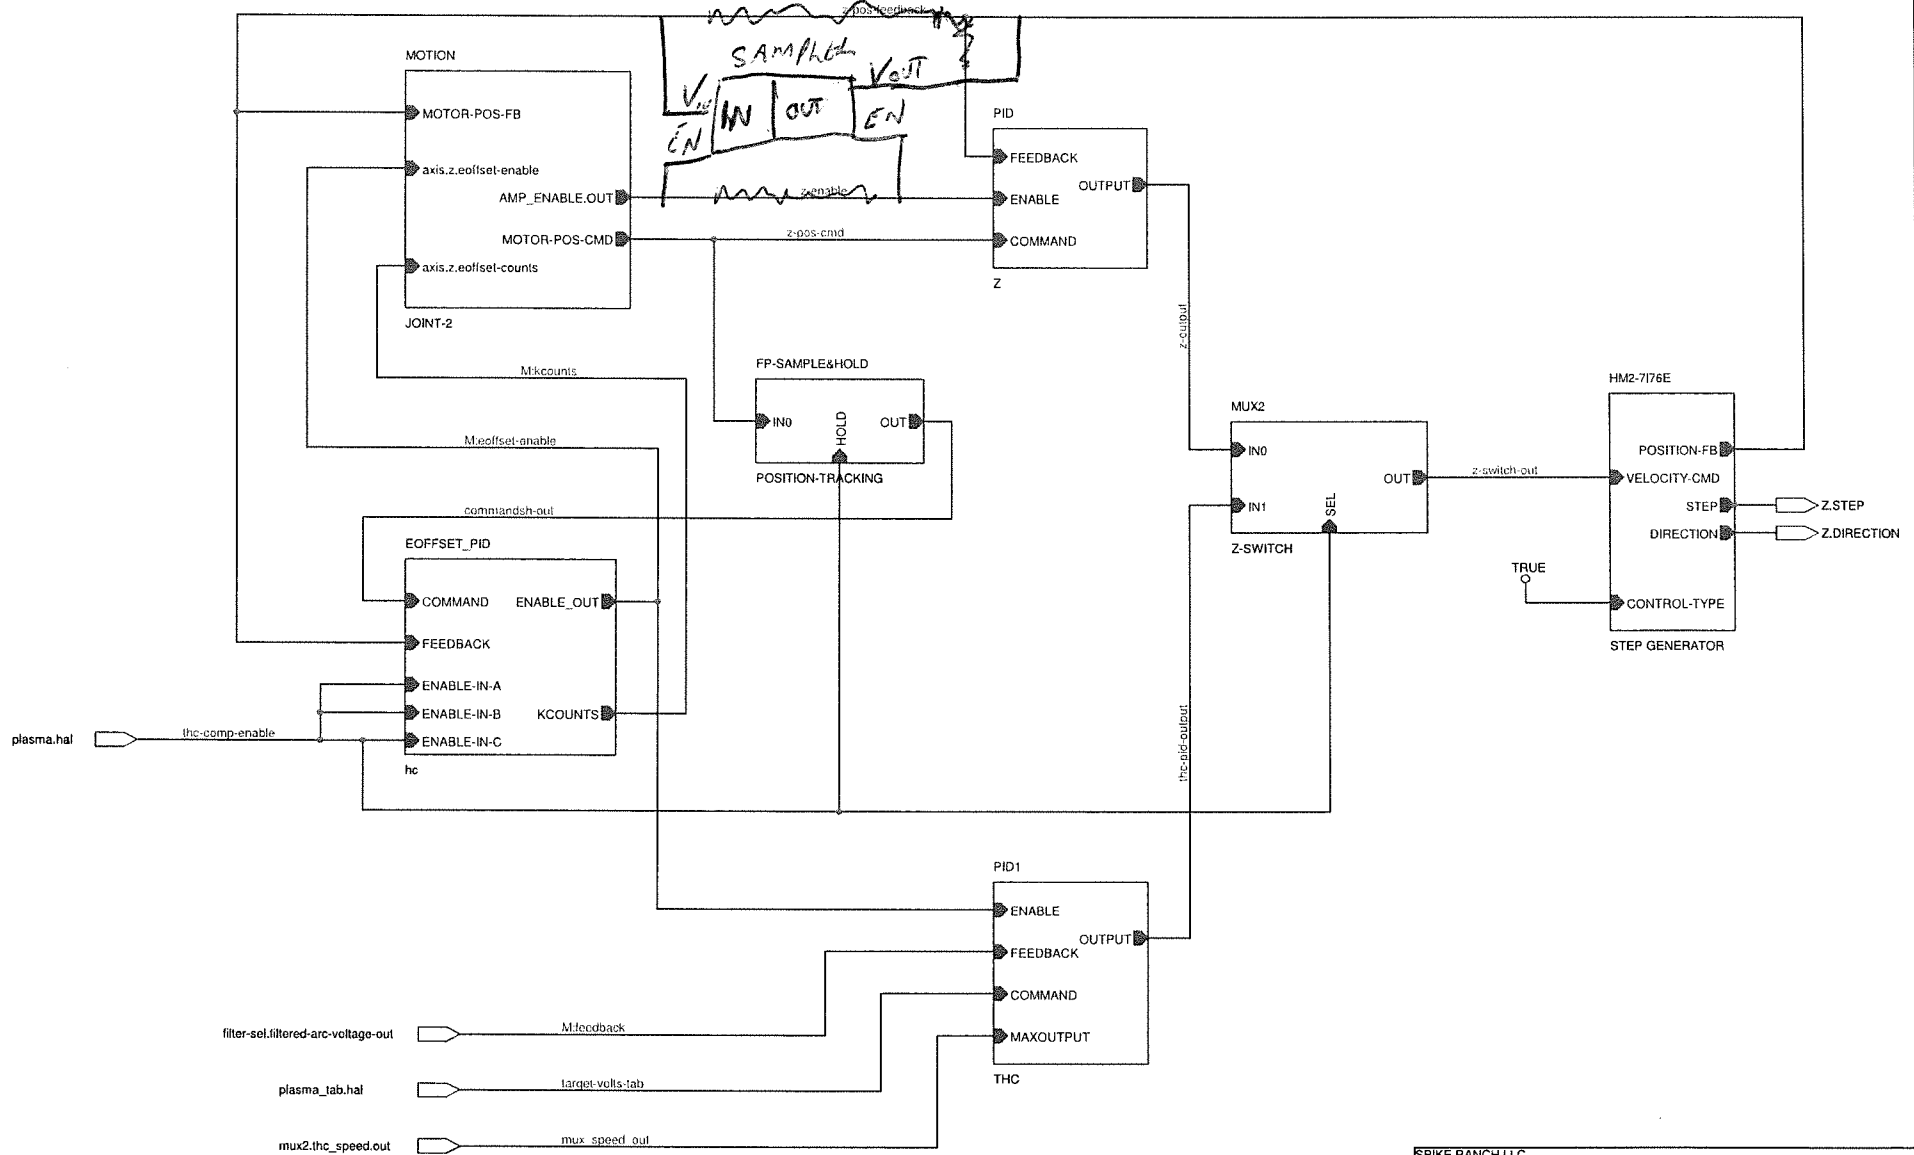 z-pos-feedback
SAMPLE
MOTION
Vin
VOUT
IN
OUT
EN
EN
PID
MOTOR-POS-FB
FEEDBACK
axis.z.eoffset-enable
OUTPUT
AMP_ENABLE.OUT
z-enable
ENABLE
MOTOR-POS-CMD
z-pos-cmd
COMMAND
axis.z.eoffset-counts
Z
JOINT-2
z-output
FP-SAMPLE&HOLD
M:kcounts
HM2-7I76E
MUX2
IN0
HOLD
OUT
M:eoffset-enable
IN0
POSITION-FB
POSITION-TRACKING
OUT
z-switch-out
VELOCITY-CMD
commandsh-out
IN1
SEL
STEP
Z.STEP
EOFFSET_PID
Z-SWITCH
DIRECTION
Z.DIRECTION
TRUE
COMMAND
ENABLE_OUT
CONTROL-TYPE
FEEDBACK
STEP GENERATOR
ENABLE-IN-A
ENABLE-IN-B
KCOUNTS
plasma.hal
thc-comp-enable
ENABLE-IN-C
hc
thc-pid-output
PID1
ENABLE
OUTPUT
FEEDBACK
COMMAND
filter-sel.filtered-arc-voltage-out
M:feedback
MAXOUTPUT
THC
plasma_tab.hal
target-volts-tab
mux2.thc_speed.out
mux_speed_out
SPIKE RANCH LLC